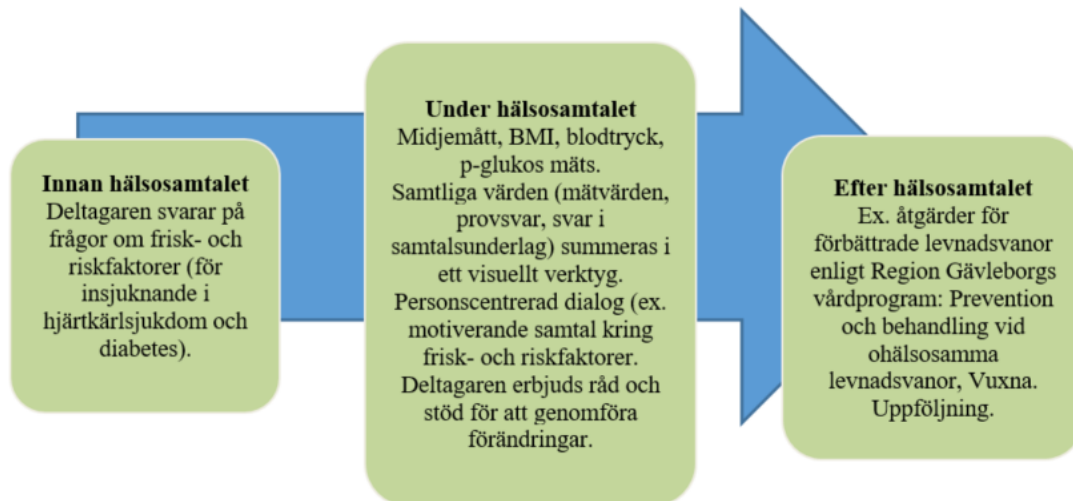 Innan hälsosamtalet
Deltagaren svarar på
frågor om frisk- och
riskfaktorer (för
insjuknande i
hjärtkärlsjukdom och
diabetes).
Under hälsosamtalet
Midjemått, BMI, blodtryck,
p-glukos mäts.
Samtliga värden (mätvärden,
provsvar, svar i
samtalsunderlag) summeras i
ett visuellt verktyg.
Personscentrerad dialog (ex.
motiverande samtal kring
frisk- och riskfaktorer.
Deltagaren erbjuds råd och
stöd för att genomföra
förändringar.
Efter hälsosamtalet
Ex. åtgärder för
förbättrade levnadsvanor
enligt Region Gävleborgs
vårdprogram: Prevention
och behandling vid
ohälsosamma
levnadsvanor, Vuxna.
Uppföljning.